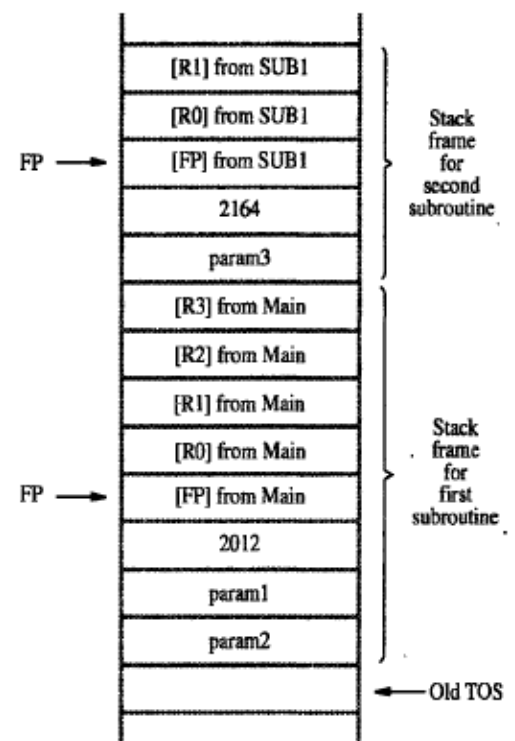 [R1] from SUB1
[R0] from SUB1
FP
[FP] from SUB1
2164
param3
Stack
frame
for
second
subroutine
[R3] from Main
[R2] from Main
[R1] from Main
[R0] from Main
FP
[FP] from Main
2012
param1
param2
Stack
frame
for
first
subroutine
Old TOS